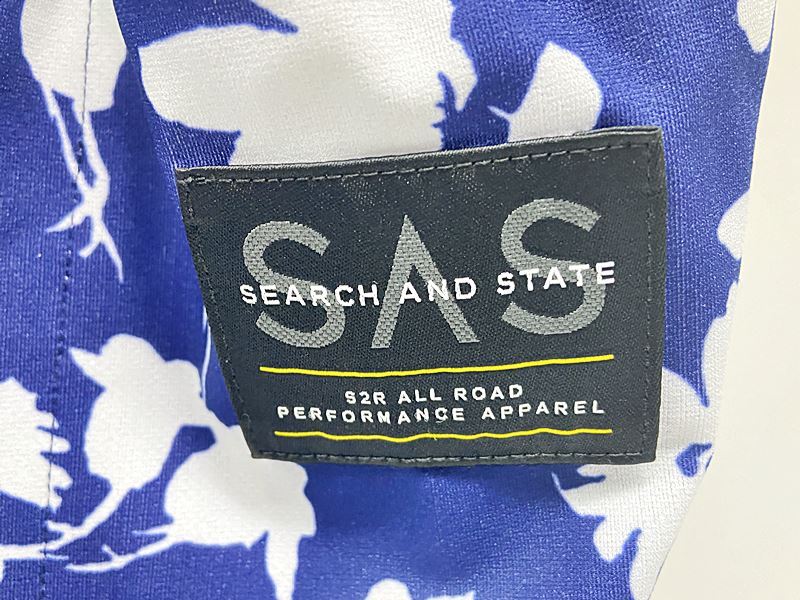 SAS
SEARCH AND STATE
S2R ALL ROAD
PERFORMANCE APPAREL